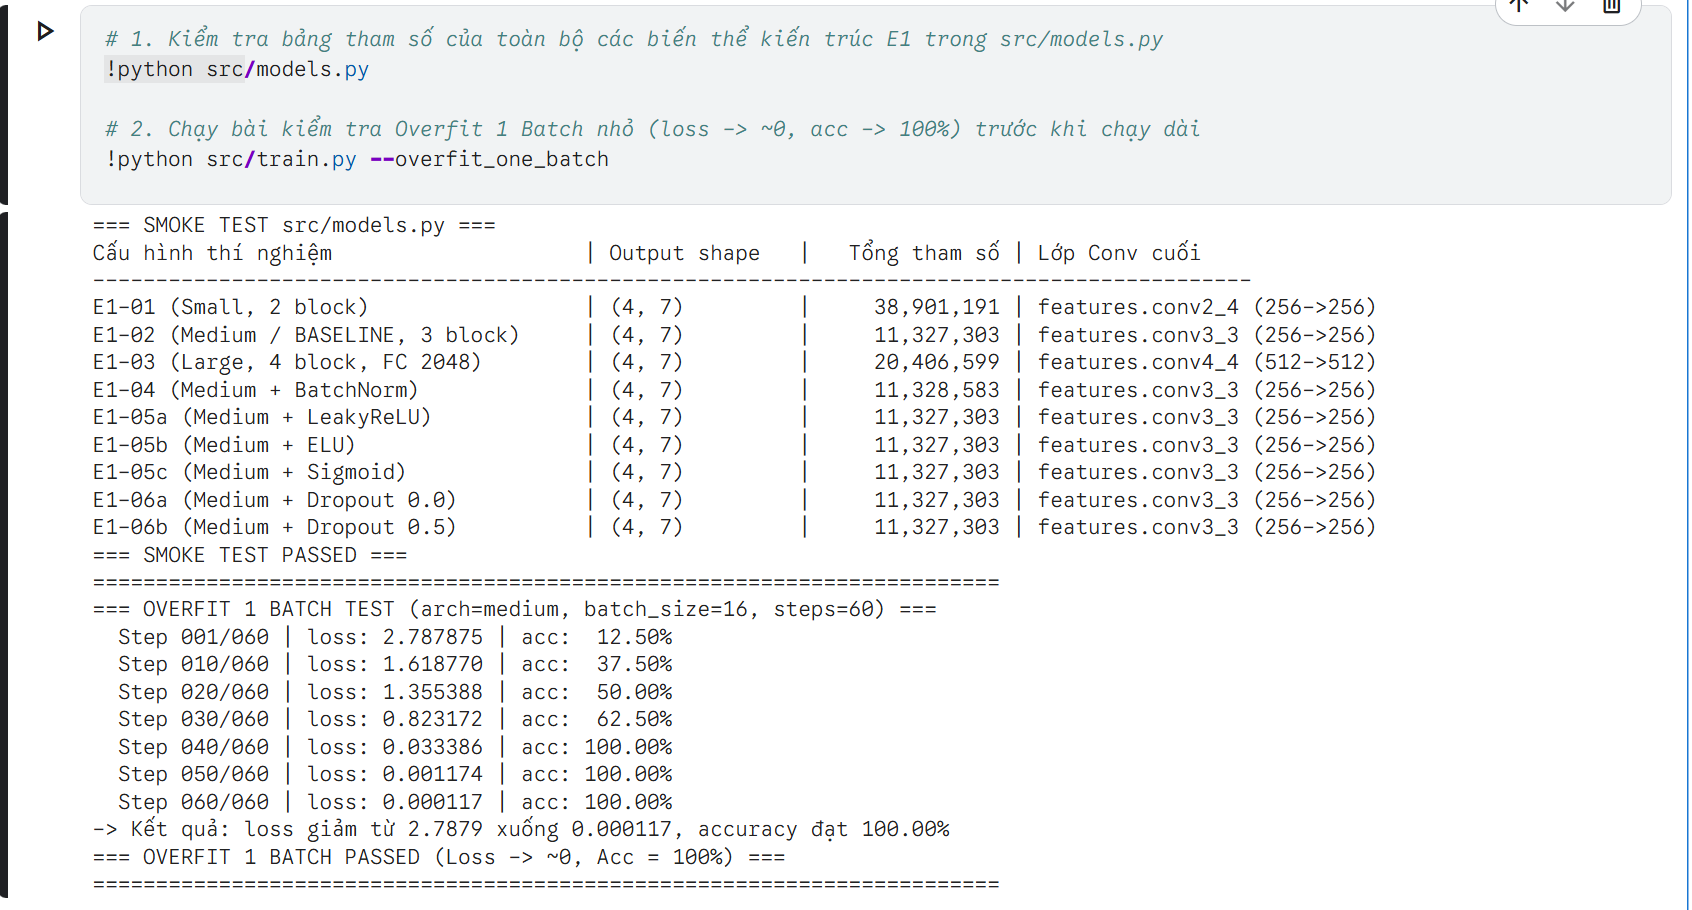 # 1. Kiểm tra bảng tham số của toàn bộ các biến thể kiến trúc E1 trong src/models.py
!python src/models.py
# 2. Chạy bài kiểm tra Overfit 1 Batch nhỏ (loss -> ~0, acc -> 100%) trước khi chạy dài
!python src/train.py --overfit_one_batch
=== SMOKE TEST src/models.py ===
Cấu hình thí nghiệm | Output shape | Tổng tham số | Lớp Conv cuối
--------------------------------------------------------------------------------------------
E1-01 (Small, 2 block) | (4, 7) | 38,901,191 | features.conv2_4 (256->256)
E1-02 (Medium / BASELINE, 3 block) | (4, 7) | 11,327,303 | features.conv3_3 (256->256)
E1-03 (Large, 4 block, FC 2048) | (4, 7) | 20,406,599 | features.conv4_4 (512->512)
E1-04 (Medium + BatchNorm) | (4, 7) | 11,328,583 | features.conv3_3 (256->256)
E1-05a (Medium + LeakyReLU) | (4, 7) | 11,327,303 | features.conv3_3 (256->256)
E1-05b (Medium + ELU) | (4, 7) | 11,327,303 | features.conv3_3 (256->256)
E1-05c (Medium + Sigmoid) | (4, 7) | 11,327,303 | features.conv3_3 (256->256)
E1-06a (Medium + Dropout 0.0) | (4, 7) | 11,327,303 | features.conv3_3 (256->256)
E1-06b (Medium + Dropout 0.5) | (4, 7) | 11,327,303 | features.conv3_3 (256->256)
=== SMOKE TEST PASSED ===
========================================================================
=== OVERFIT 1 BATCH TEST (arch=medium, batch_size=16, steps=60) ===
Step 001/060 | loss: 2.787875 | acc: 12.50%
Step 010/060 | loss: 1.618770 | acc: 37.50%
Step 020/060 | loss: 1.355388 | acc: 50.00%
Step 030/060 | loss: 0.823172 | acc: 62.50%
Step 040/060 | loss: 0.033386 | acc: 100.00%
Step 050/060 | loss: 0.001174 | acc: 100.00%
Step 060/060 | loss: 0.000117 | acc: 100.00%
-> Kết quả: loss giảm từ 2.7879 xuống 0.000117, accuracy đạt 100.00%
=== OVERFIT 1 BATCH PASSED (Loss -> ~0, Acc = 100%) ===
========================================================================